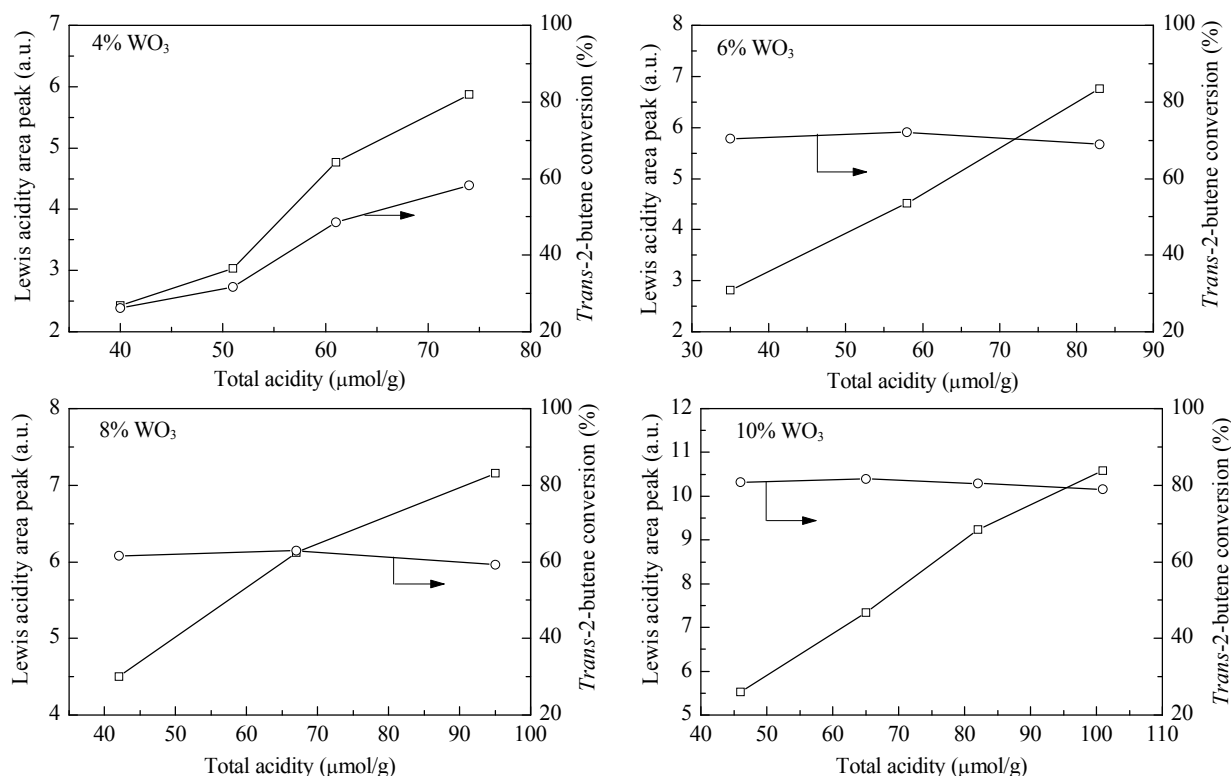 4% WO₃
Lewis acidity area peak (a.u.)
7
6
5
4
3
2
100
80
60
40
20
Trans-2-butene conversion (%)
40 50 60 70 80
Total acidity (μmol/g)
6% WO₃
Lewis acidity area peak (a.u.)
8
7
6
5
4
3
2
100
80
60
40
20
Trans-2-butene conversion (%)
30 40 50 60 70 80 90
Total acidity (μmol/g)
8% WO₃
Lewis acidity area peak (a.u.)
8
7
6
5
4
100
80
60
40
20
Trans-2-butene conversion (%)
40 50 60 70 80 90 100
Total acidity (μmol/g)
10% WO₃
Lewis acidity area peak (a.u.)
12
11
10
9
8
7
6
5
100
80
60
40
20
Trans-2-butene conversion (%)
40 50 60 70 80 90 100 110
Total acidity (μmol/g)